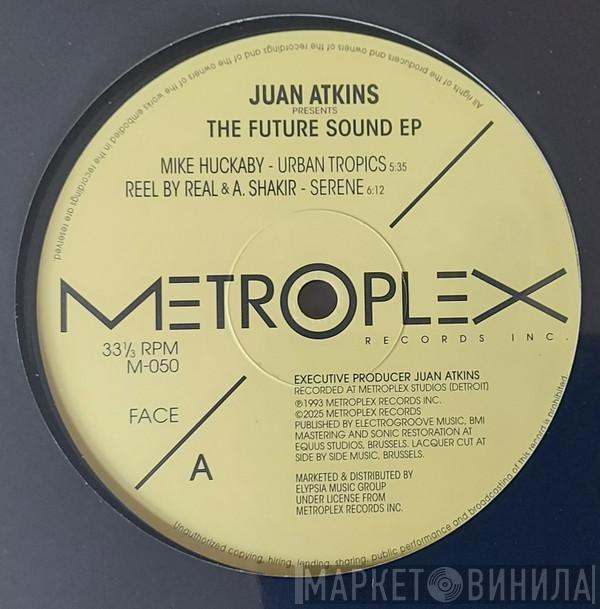 All rights of the producers and owners of the recordings and of the owners of the works embodied in the recordings are reserved.
JUAN ATKINS
PRESENTS
THE FUTURE SOUND EP
MIKE HUCKABY - URBAN TROPICS 5:35
REEL BY REAL & A. SHAKIR - SERENE 6:12
METROPLEX
RECORDS INC.
33⅓ RPM
M-050
FACE
A
EXECUTIVE PRODUCER JUAN ATKINS
RECORDED AT METROPLEX STUDIOS (DETROIT)
℗1993 METROPLEX RECORDS INC.
©2025 METROPLEX RECORDS
PUBLISHED BY ELECTROGROOVE MUSIC, BMI
MASTERING AND SONIC RESTORATION AT
EQUUS STUDIOS, BRUSSELS. LACQUER CUT AT
SIDE BY SIDE MUSIC, BRUSSELS.
MARKETED & DISTRIBUTED BY
ELYPSIA MUSIC GROUP
UNDER LICENSE FROM
METROPLEX RECORDS INC.
Unauthorized copying, hiring, lending, sharing, public performance and broadcasting of this record is prohibited.
МАРКЕТ ВИНИЛА